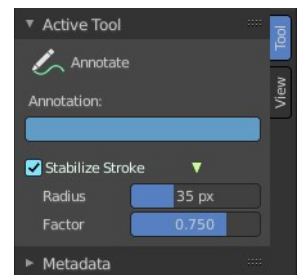 Active Tool
Annotate
Annotation:
Stabilize Stroke
Radius 35 px
Factor 0.750
Metadata
Tool
View